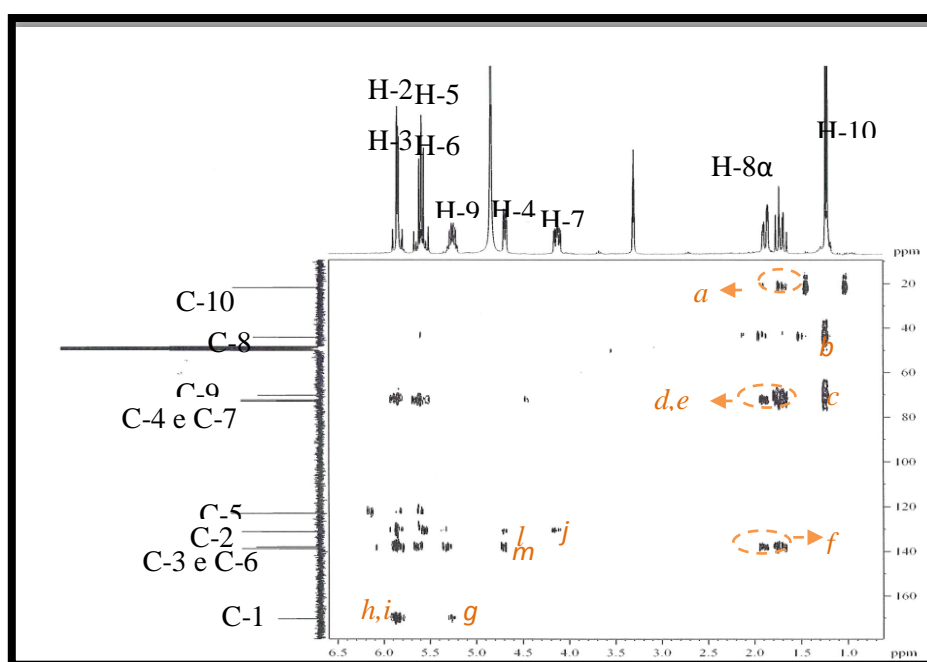 H-2 H-5
H-3 H-6
H-10
H-8α
H-9 H-4 H-7
ppm
C-10
C-8
C-9
C-4 e C-7
C-5
C-2
C-3 e C-6
C-1
a
b
d,e c
l j
m f
h,i g
20
40
60
80
100
120
140
160
ppm
6.5 6.0 5.5 5.0 4.5 4.0 3.5 3.0 2.5 2.0 1.5 1.0 ppm